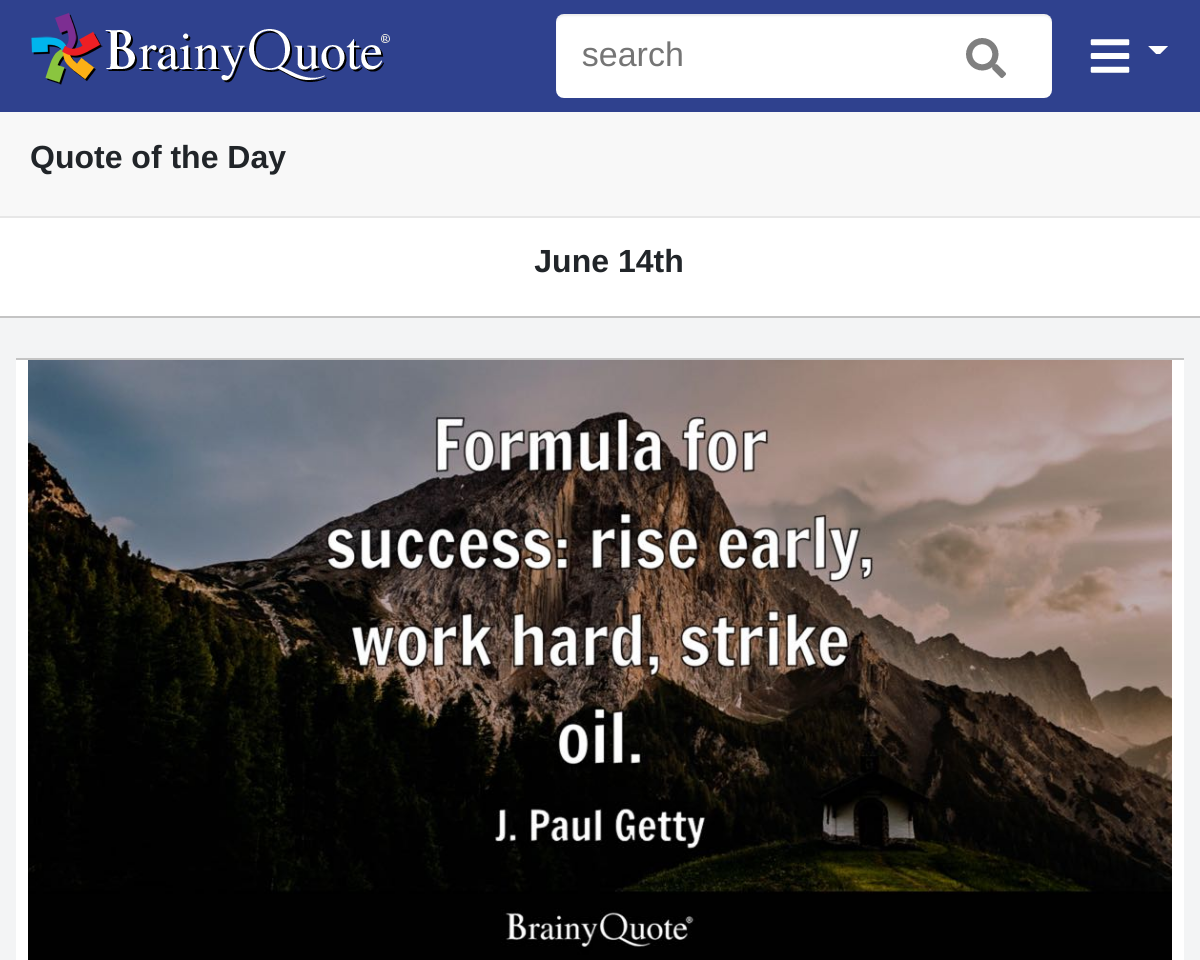 BrainyQuote®
search
Quote of the Day
June 14th
Formula for
success: rise early,
work hard, strike
oil.
J. Paul Getty
BrainyQuote®